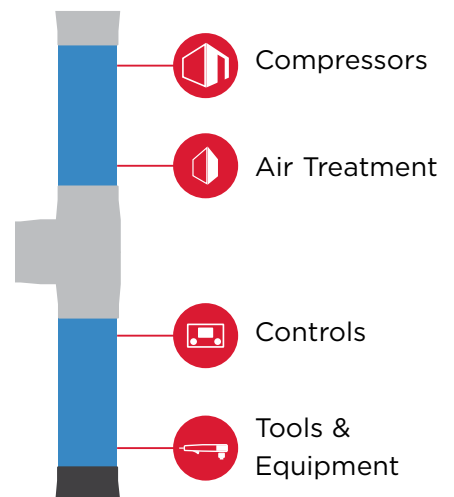 Compressors
Air Treatment
Controls
Tools &
Equipment